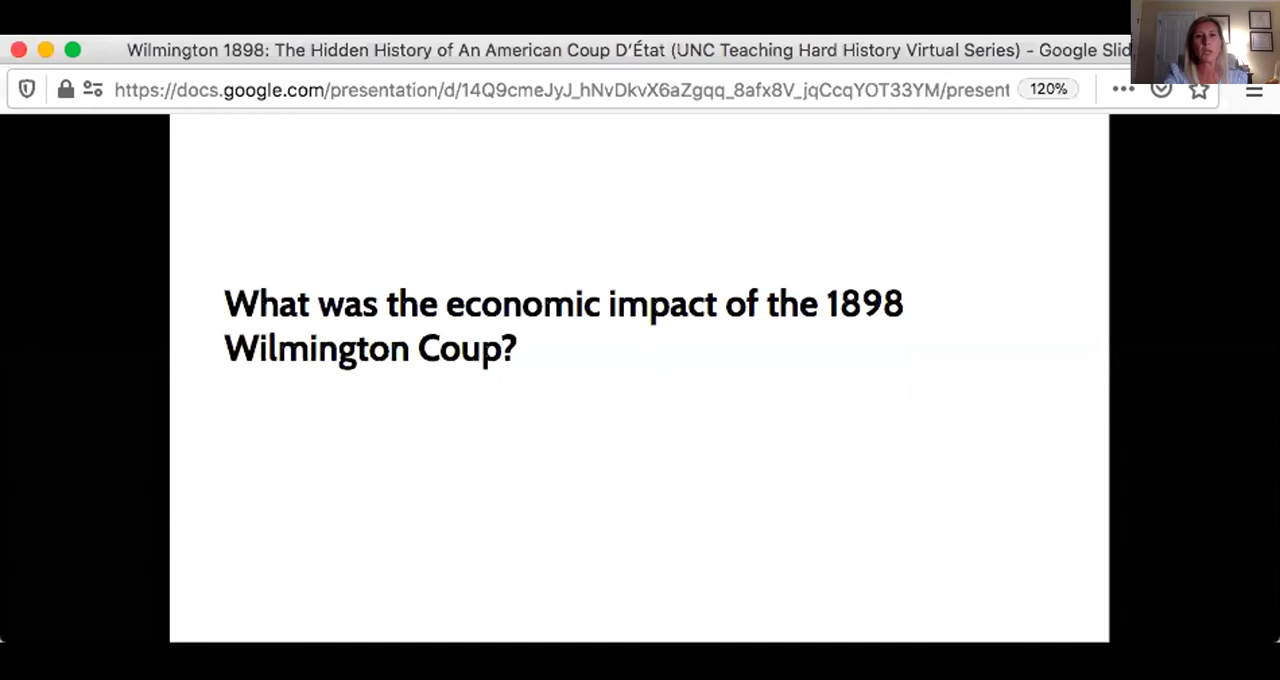 Wilmington 1898: The Hidden History of An American Coup D'État (UNC Teaching Hard History Virtual Series) - Google Slid
https://docs.google.com/presentation/d/14Q9cmeJyJ_hNvDkvX6aZgqq_8afx8V_jqCcqYOT33YM/present
120%
What was the economic impact of the 1898
Wilmington Coup?